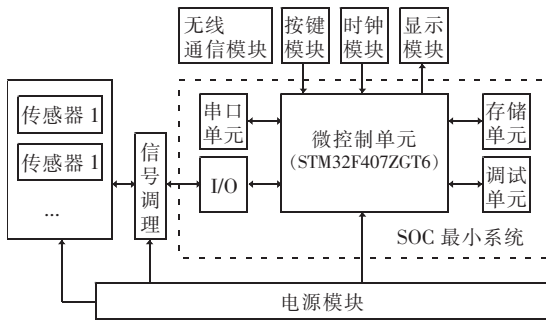 无线
通信模块
按键
模块
时钟
模块
显示
模块
传感器 1
传感器 1
...
信
号
调
理
串口
单元
I/O
微控制单元
(STM32F407ZGT6)
存储
单元
调试
单元
SOC 最小系统
电源模块